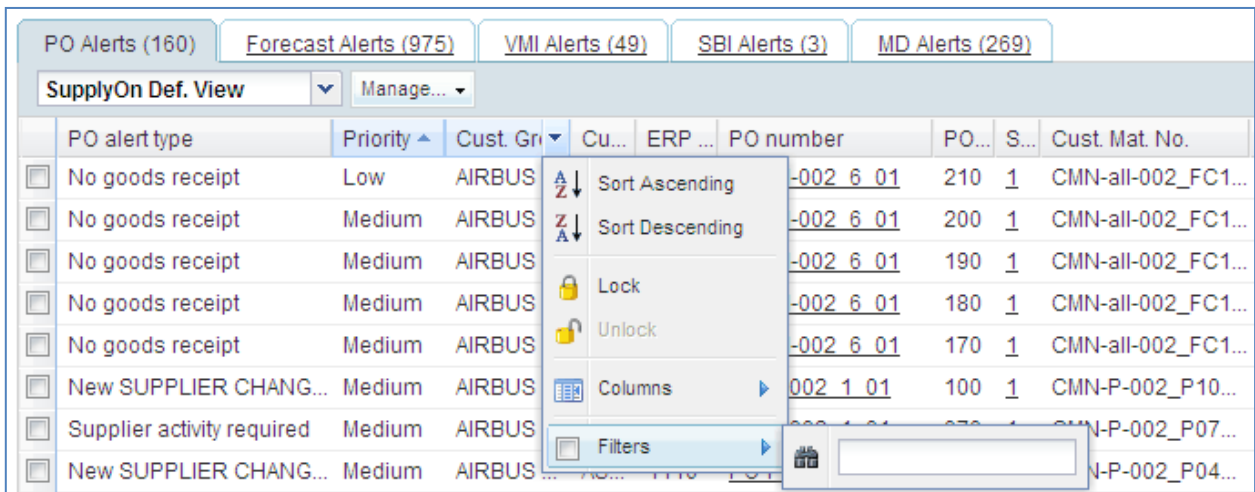 PO Alerts (160) Forecast Alerts (975) VMI Alerts (49) SBI Alerts (3) MD Alerts (269)
SupplyOn Def. View Manage...
PO alert type Priority Cust. Gr Cu... ERP ... PO number PO... S... Cust. Mat. No.
No goods receipt Low AIRBUS Sort Ascending -002_6_01 210 1 CMN-all-002_FC1...
No goods receipt Medium AIRBUS Sort Descending -002_6_01 200 1 CMN-all-002_FC1...
No goods receipt Medium AIRBUS -002_6_01 190 1 CMN-all-002_FC1...
Lock
No goods receipt Medium AIRBUS -002_6_01 180 1 CMN-all-002_FC1...
Unlock
No goods receipt Medium AIRBUS -002_6_01 170 1 CMN-all-002_FC1...
New SUPPLIER CHANG... Medium AIRBUS Columns 002_1_01 100 1 CMN-P-002_P10...
Supplier activity required Medium AIRBUS N-P-002_P07...
Filters
New SUPPLIER CHANG... Medium AIRBUS N-P-002_P04...